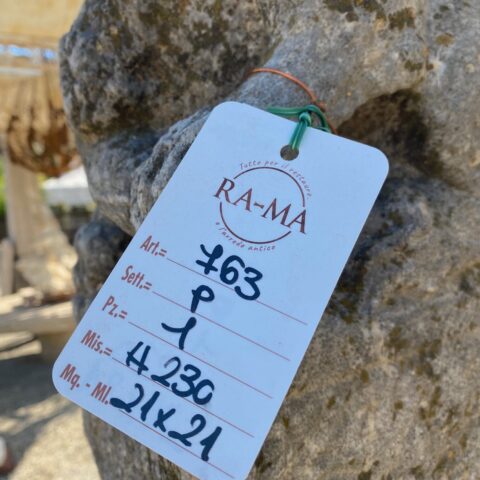 Tutto per il restauro
RA-MA
e l'arredo antico
Art.= 763
Sett.= P
Pz.= 1
Mis.= H 230
Mq. - Ml. 21x21